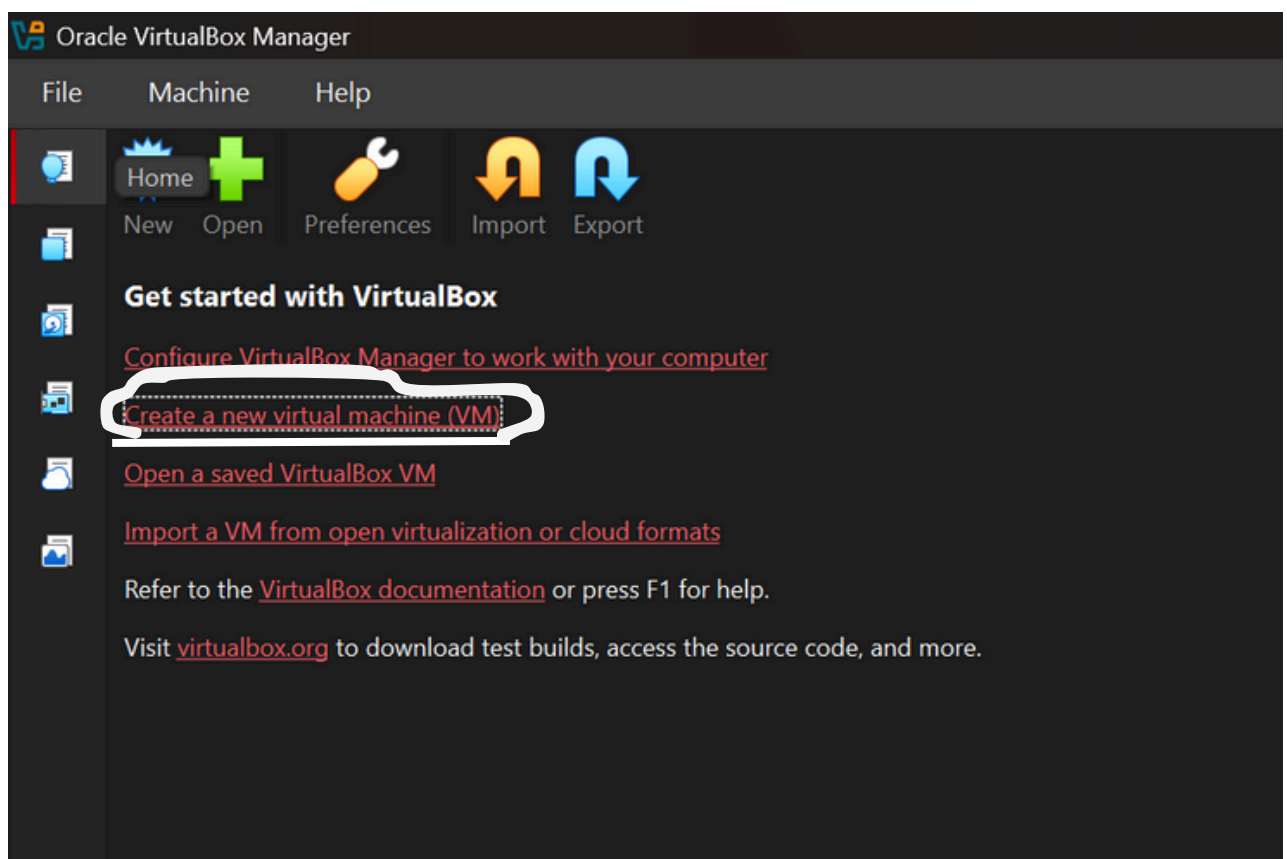 Oracle VirtualBox Manager
File Machine Help
Home
New Open Preferences Import Export
Get started with VirtualBox
Configure VirtualBox Manager to work with your computer
Create a new virtual machine (VM)
Open a saved VirtualBox VM
Import a VM from open virtualization or cloud formats
Refer to the VirtualBox documentation or press F1 for help.
Visit virtualbox.org to download test builds, access the source code, and more.